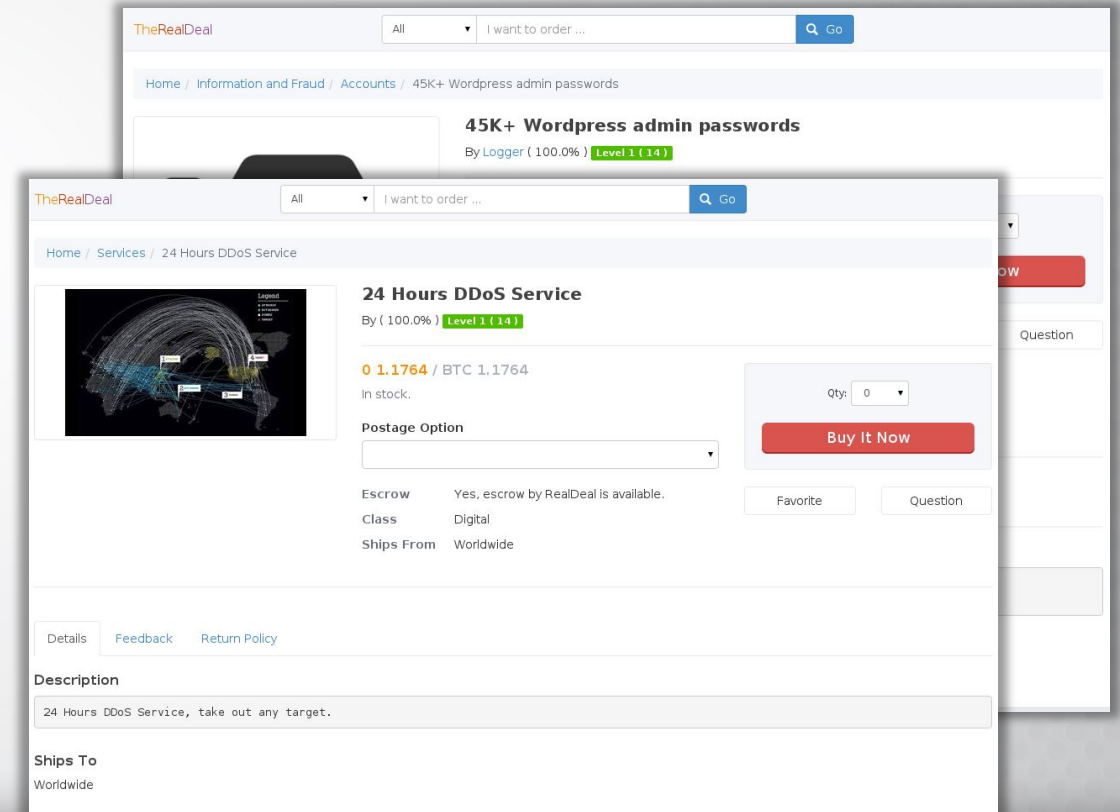 TheRealDeal All I want to order ... Go
Home / Information and Fraud / Accounts / 45K+ Wordpress admin passwords
45K+ Wordpress admin passwords
By Logger ( 100.0% ) Level 1 ( 14 )
ow
Question
TheRealDeal All I want to order ... Go
Home / Services / 24 Hours DDoS Service
Legend
24 Hours DDoS Service
By ( 100.0% ) Level 1 ( 14 )
0 1.1764 / BTC 1.1764
In stock.
Qty: 0
Postage Option
Buy It Now
Escrow Yes, escrow by RealDeal is available.
Class Digital
Ships From Worldwide
Favorite Question
Details Feedback Return Policy
Description
24 Hours DDoS Service, take out any target.
Ships To
Worldwide